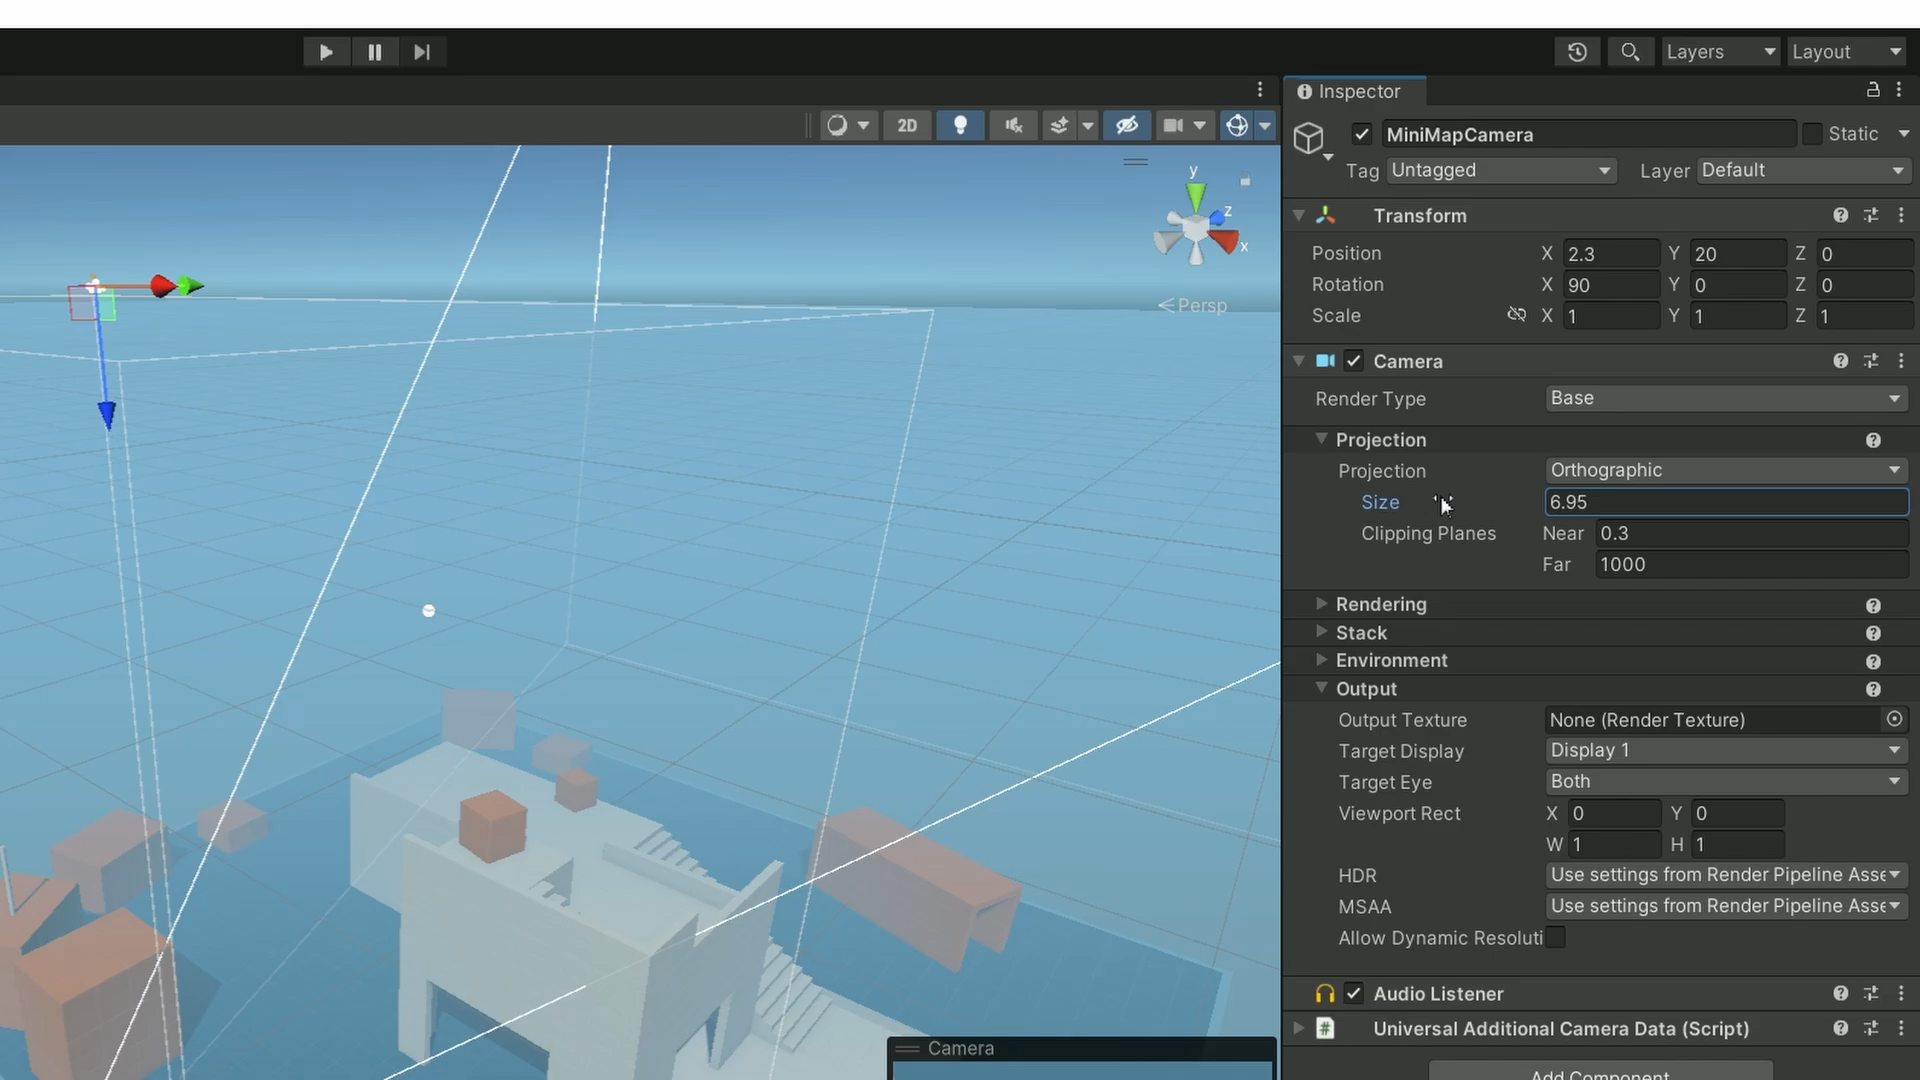 Layers Layout
Inspector
2D
MiniMapCamera Static
Tag Untagged Layer Default
y
z
x
Persp
Transform
Position X 2.3 Y 20 Z 0
Rotation X 90 Y 0 Z 0
Scale X 1 Y 1 Z 1
Camera
Render Type Base
Projection
Projection Orthographic
Size 6.95
Clipping Planes Near 0.3
Far 1000
Rendering
Stack
Environment
Output
Output Texture None (Render Texture)
Target Display Display 1
Target Eye Both
Viewport Rect X 0 Y 0
W 1 H 1
HDR Use settings from Render Pipeline Asse
MSAA Use settings from Render Pipeline Asse
Allow Dynamic Resoluti
Audio Listener
# Universal Additional Camera Data (Script)
Camera
Add Component